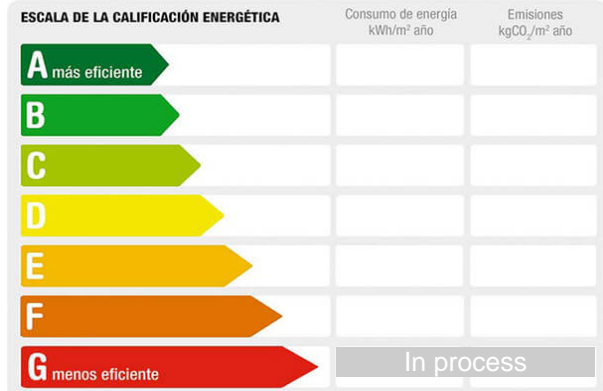 ESCALA DE LA CALIFICACIÓN ENERGÉTICA
Consumo de energía
kWh/m² año
Emisiones
kgCO₂/m² año
A más eficiente
B
C
D
E
F
G menos eficiente
In process